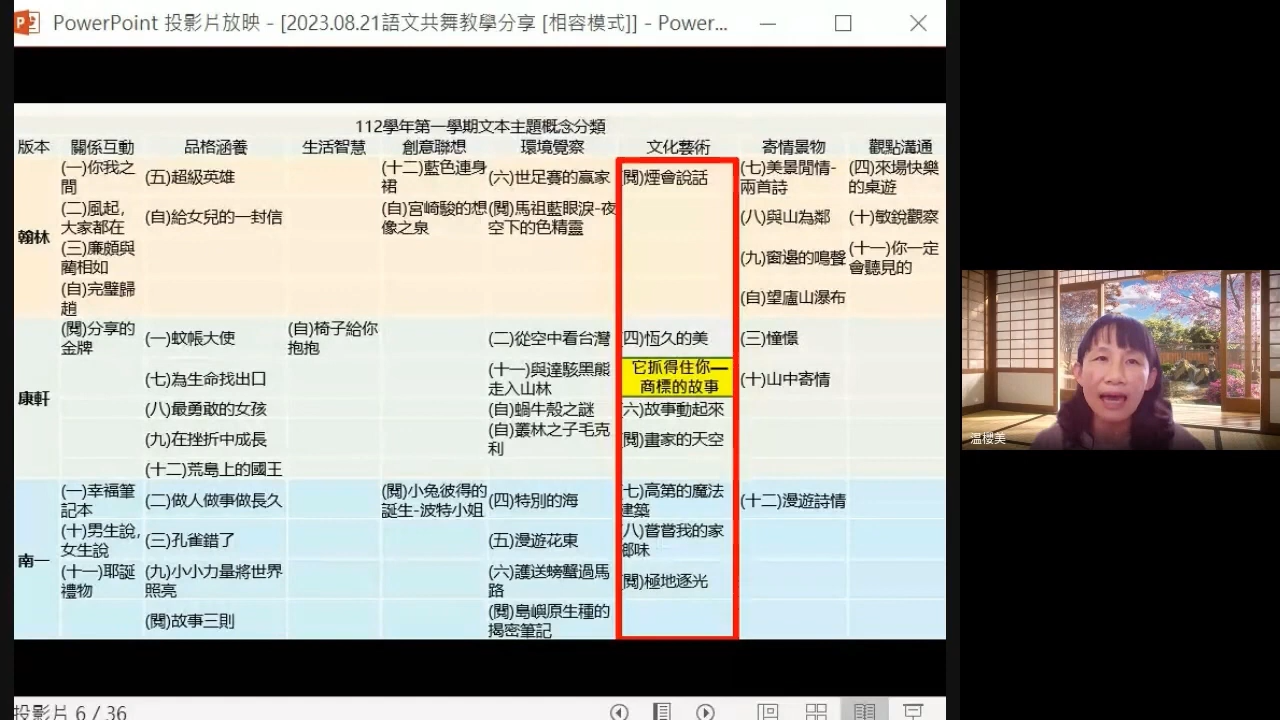 PowerPoint 投影片放映 - [2023.08.21語文共舞教學分享 [相容模式]] - Power...
112學年第一學期文本主題概念分類
版本 關係互動 品格涵養 生活智慧 創意聯想 環境覺察 文化藝術 寄情景物 觀點溝通
翰林
(一)你我之
間
(二)風起,
大家都在
(三)廉頗與
藺相如
(自)完璧歸
趙
(五)超級英雄
(自)給女兒的一封信
(十二)藍色連身
裙
(自)宮崎駿的想
像之泉
(六)世足賽的贏家
(閱)馬祖藍眼淚-夜
空下的色精靈
(閱)煙會說話
(七)美景閒情-
兩首詩
(八)與山為鄰
(九)窗邊的鳴聲
(自)望廬山瀑布
(四)來場快樂
的桌遊
(十)敏銳觀察
(十一)你一定
會聽見的
康軒
(閱)分享的
金牌
(一)蚊帳大使
(七)為生命找出口
(八)最勇敢的女孩
(九)在挫折中成長
(十二)荒島上的國王
(自)椅子給你
抱抱
(二)從空中看台灣
(十一)與達駭黑熊
走入山林
(自)蝸牛殼之謎
(自)叢林之子毛克
利
(四)恆久的美
它抓得住你—
商標的故事
(六)故事動起來
(閱)畫家的天空
(三)憧憬
(十)山中寄情
南一
(一)幸福筆
記本
(十)男生說,
女生說
(十一)耶誕
禮物
(二)做人做事做長久
(三)孔雀錯了
(九)小小力量將世界
照亮
(閱)故事三則
(閱)小兔彼得的
誕生-波特小姐
(四)特別的海
(五)漫遊花東
(六)護送螃蟹過馬
路
(閱)島嶼原生種的
揭密筆記
(七)高第的魔法
建築
(八)嘗嘗我的家
鄉味
(閱)極地逐光
(十二)漫遊詩情
温櫻美
投影片 6 / 36